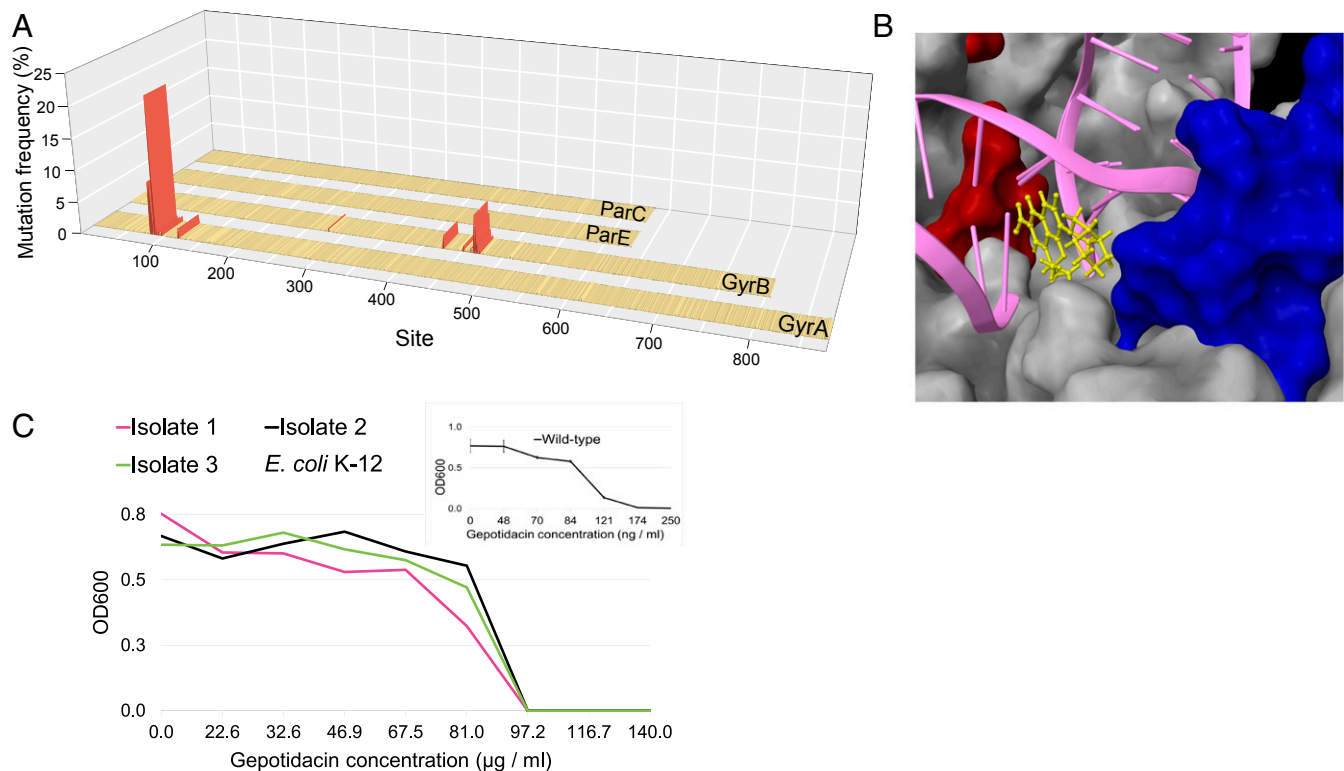 A
Mutation frequency (%)
25
20
15
10
5
0
100
200
300
400
500
600
700
800
Site
ParC
ParE
GyrB
GyrA
B
C
Isolate 1
Isolate 2
Isolate 3
E. coli K-12
OD600
0.8
0.5
0.3
0.0
0.0 22.6 32.6 46.9 67.5 81.0 97.2 116.7 140.0
Gepotidacin concentration (µg / ml)
Wild-type
OD600
1.0
0.5
0.0
0 48 70 84 121 174 250
Gepotidacin concentration (ng / ml)